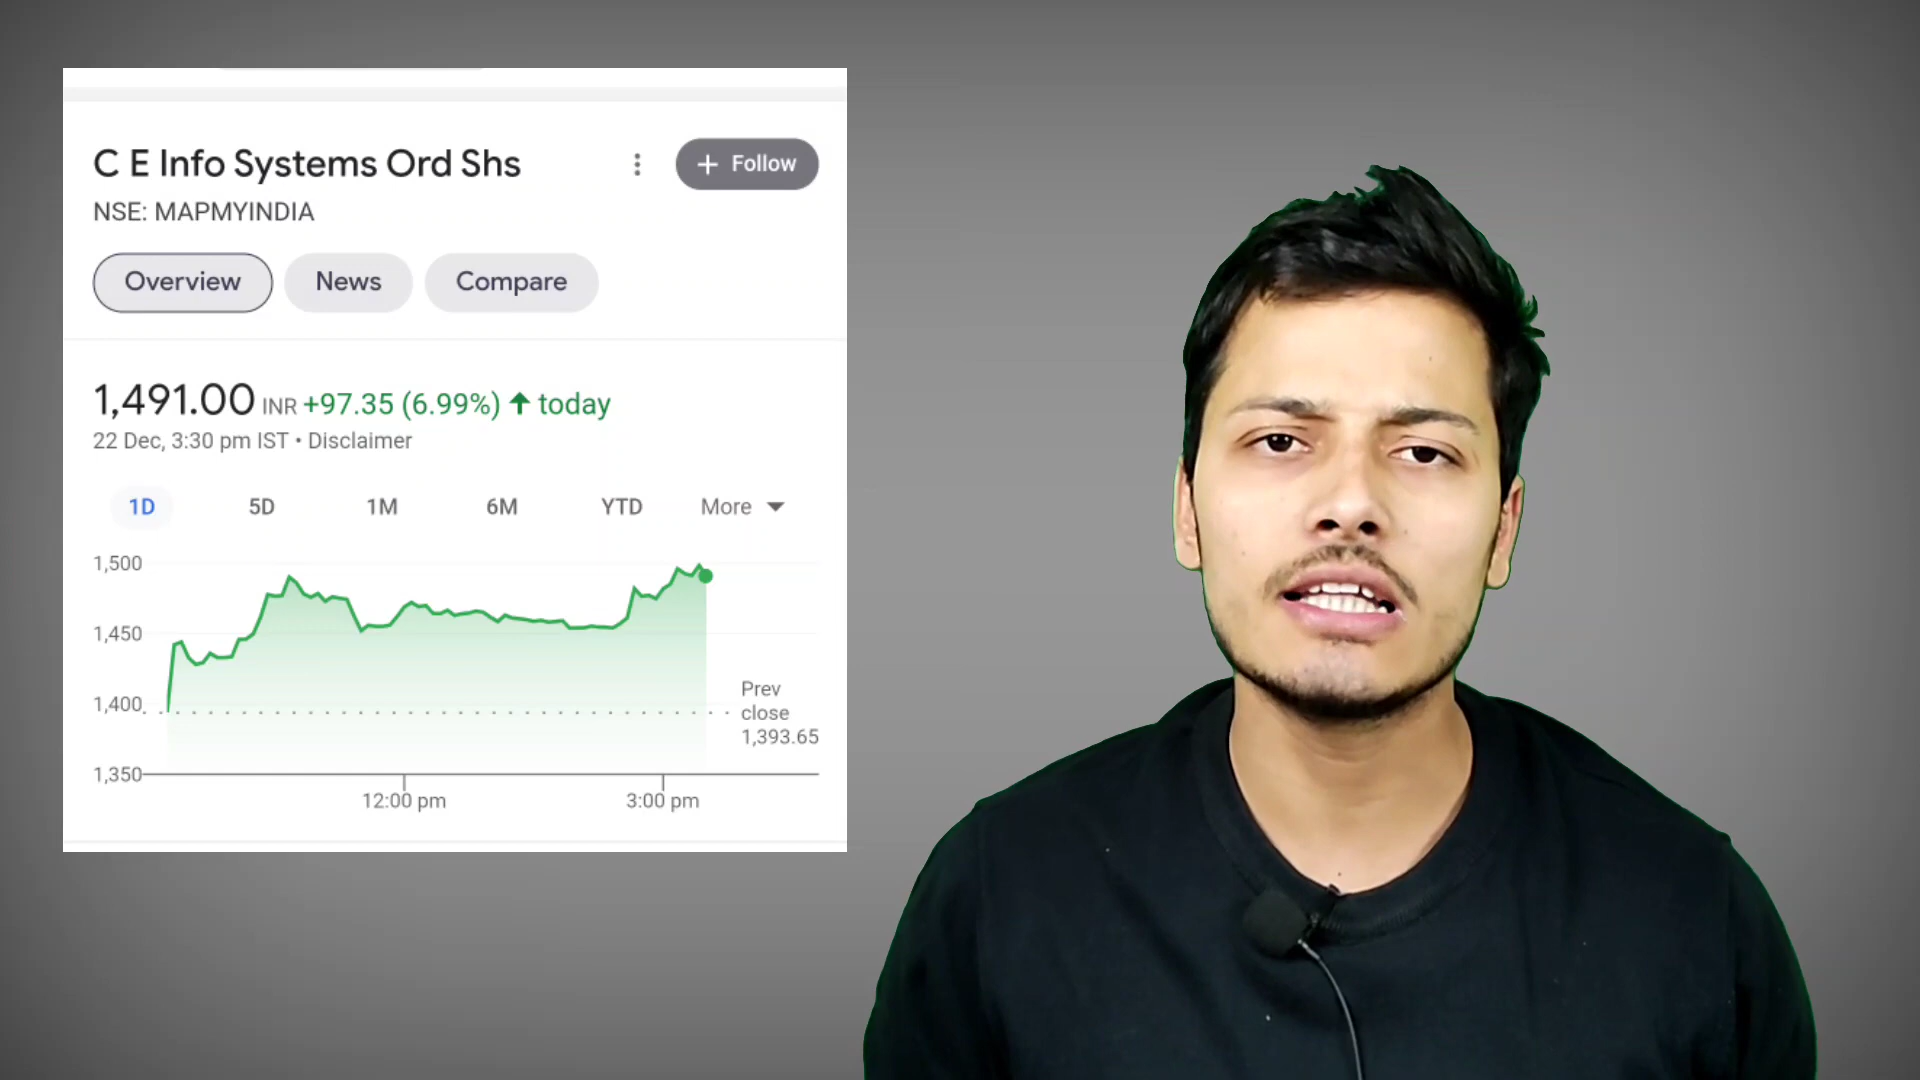 C E Info Systems Ord Shs
+ Follow
NSE: MAPMYINDIA
Overview News Compare
1,491.00 INR +97.35 (6.99%) ↑ today
22 Dec, 3:30 pm IST • Disclaimer
1D 5D 1M 6M YTD More
1,500
1,450
1,400
1,350
Prev
close
1,393.65
12:00 pm 3:00 pm